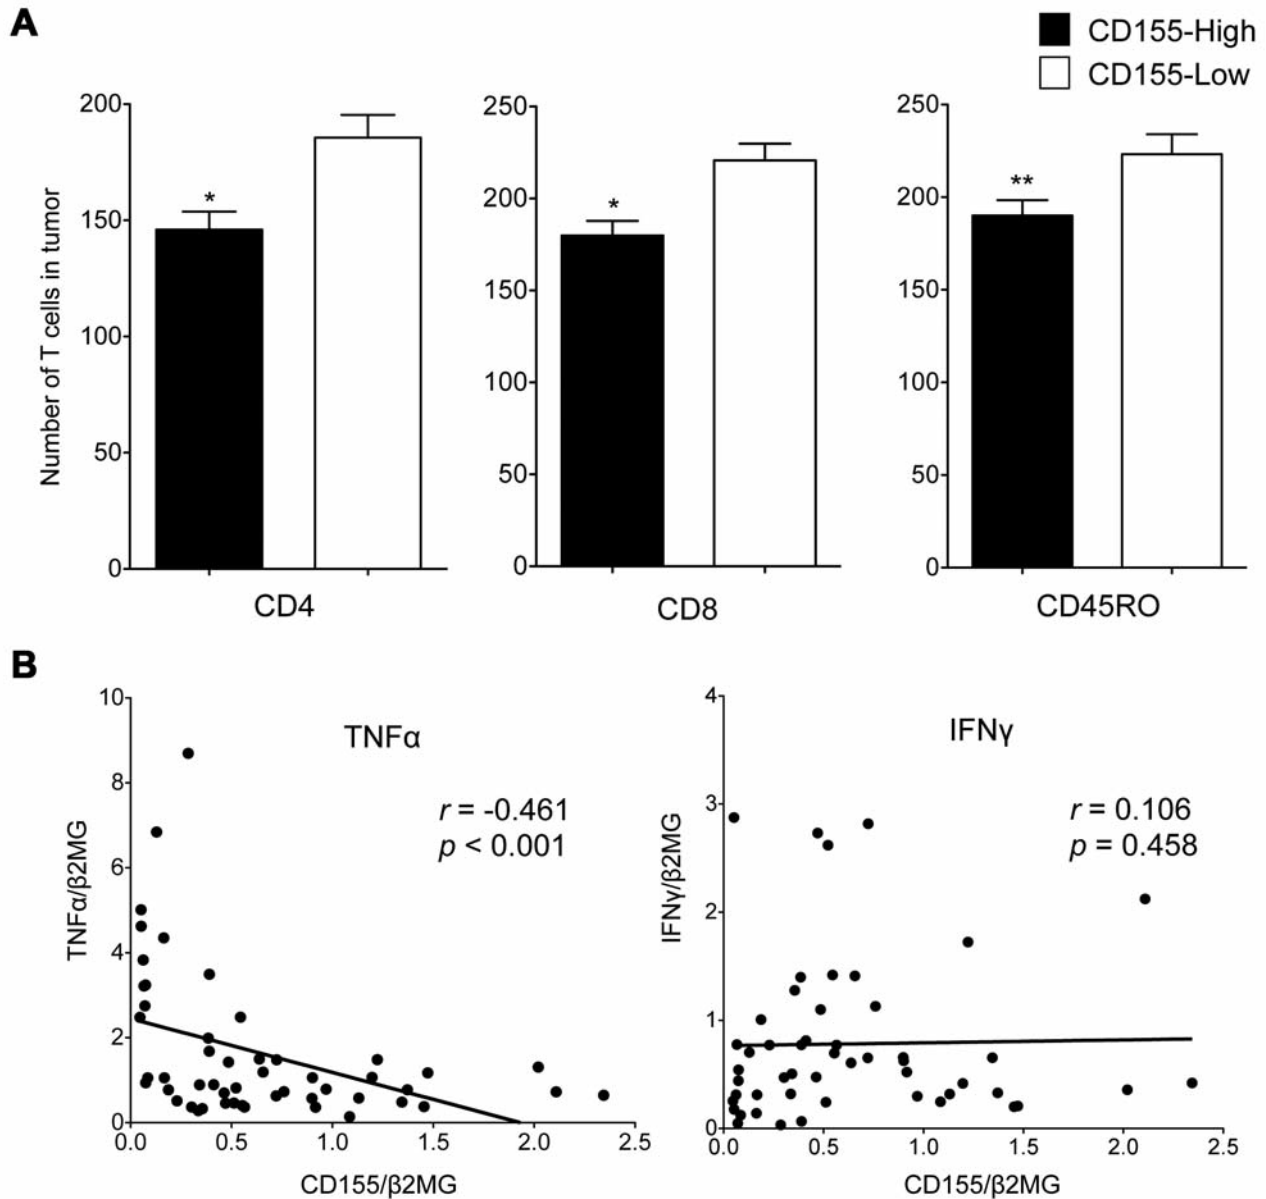 A
CD155-High
CD155-Low
Number of T cells in tumor
200
150
100
50
0
*
CD4
250
200
150
100
50
0
*
CD8
250
200
150
100
50
0
**
CD45RO
B
TNFα/β2MG
10
8
6
4
2
0
TNFα
r = -0.461
p < 0.001
0.0 0.5 1.0 1.5 2.0 2.5
CD155/β2MG
IFNγ/β2MG
4
3
2
1
0
IFNγ
r = 0.106
p = 0.458
0.0 0.5 1.0 1.5 2.0 2.5
CD155/β2MG